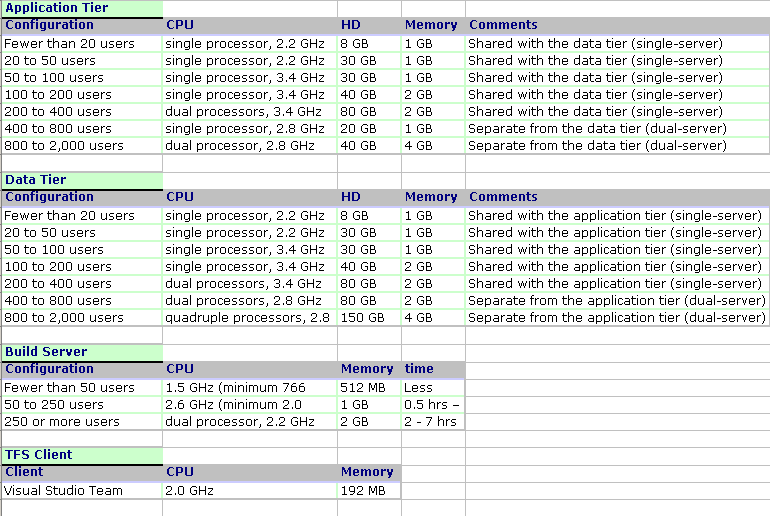 Application Tier
Configuration CPU HD Memory Comments
Fewer than 20 users single processor, 2.2 GHz 8 GB 1 GB Shared with the data tier (single-server)
20 to 50 users single processor, 2.2 GHz 30 GB 1 GB Shared with the data tier (single-server)
50 to 100 users single processor, 3.4 GHz 30 GB 1 GB Shared with the data tier (single-server)
100 to 200 users single processor, 3.4 GHz 40 GB 2 GB Shared with the data tier (single-server)
200 to 400 users dual processors, 3.4 GHz 80 GB 2 GB Shared with the data tier (single-server)
400 to 800 users single processor, 2.8 GHz 20 GB 1 GB Separate from the data tier (dual-server)
800 to 2,000 users dual processor, 2.8 GHz 40 GB 4 GB Separate from the data tier (dual-server)
Data Tier
Configuration CPU HD Memory Comments
Fewer than 20 users single processor, 2.2 GHz 8 GB 1 GB Shared with the application tier (single-server)
20 to 50 users single processor, 2.2 GHz 30 GB 1 GB Shared with the application tier (single-server)
50 to 100 users single processor, 3.4 GHz 30 GB 1 GB Shared with the application tier (single-server)
100 to 200 users single processor, 3.4 GHz 40 GB 2 GB Shared with the application tier (single-server)
200 to 400 users dual processors, 3.4 GHz 80 GB 2 GB Shared with the application tier (single-server)
400 to 800 users dual processors, 2.8 GHz 80 GB 2 GB Separate from the application tier (dual-server)
800 to 2,000 users quadruple processors, 2.8 150 GB 4 GB Separate from the application tier (dual-server)
Build Server
Configuration CPU Memory time
Fewer than 50 users 1.5 GHz (minimum 766 512 MB Less
50 to 250 users 2.6 GHz (minimum 2.0 1 GB 0.5 hrs –
250 or more users dual processor, 2.2 GHz 2 GB 2 - 7 hrs
TFS Client
Client CPU Memory
Visual Studio Team 2.0 GHz 192 MB